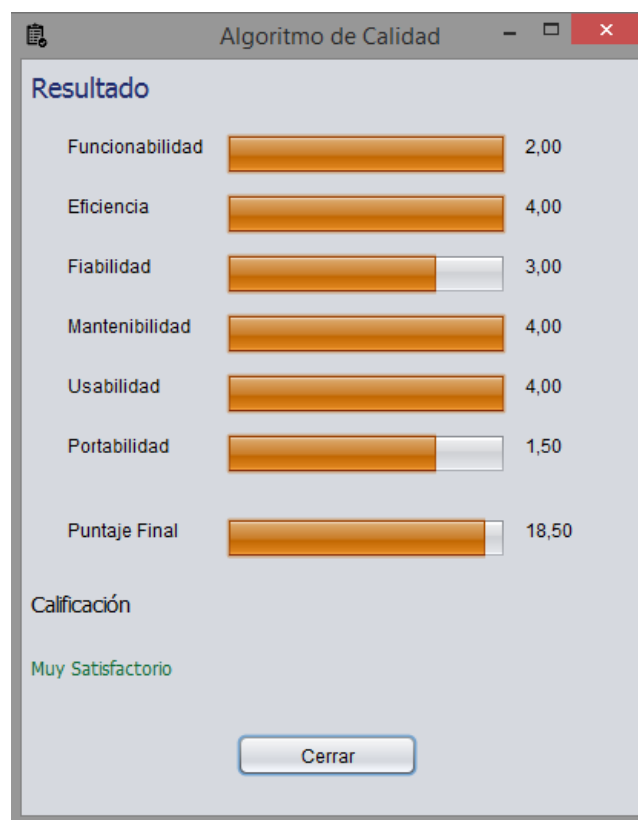 Algoritmo de Calidad
Resultado
Funcionabilidad 2,00
Eficiencia 4,00
Fiabilidad 3,00
Mantenibilidad 4,00
Usabilidad 4,00
Portabilidad 1,50
Puntaje Final 18,50
Calificación
Muy Satisfactorio
Cerrar